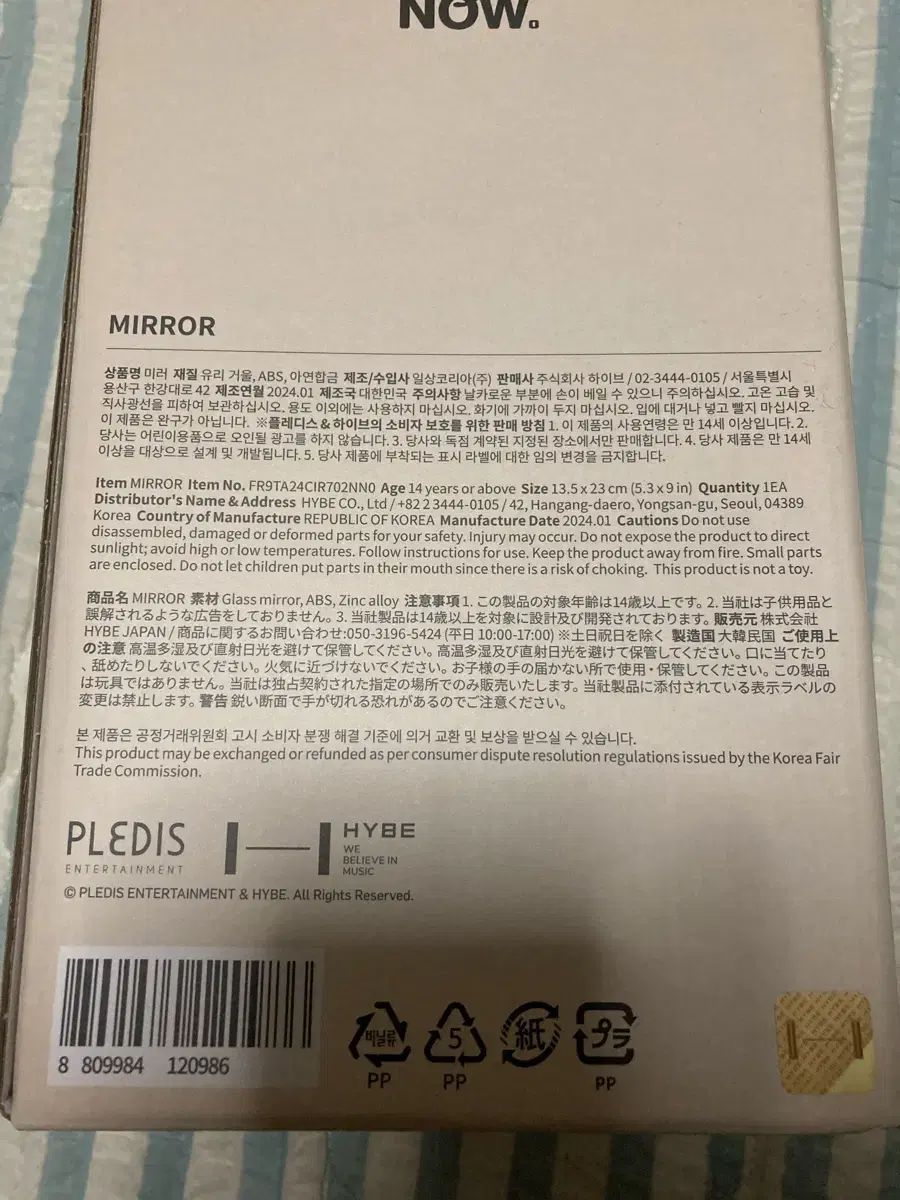 NOW.
MIRROR
상품명 미러 재질 유리 거울, ABS, 아연합금 제조/수입사 일상코리아(주) 판매사 주식회사 하이브 / 02-3444-0105 / 서울특별시
용산구 한강대로 42 제조연월 2024.01 제조국 대한민국 주의사항 날카로운 부분에 손이 베일 수 있으니 주의하십시오. 고온 고습 및
직사광선을 피하여 보관하십시오. 용도 이외에는 사용하지 마십시오. 화기에 가까이 두지 마십시오. 입에 대거나 넣고 빨지 마십시오.
이 제품은 완구가 아닙니다. ※플레디스 & 하이브의 소비자 보호를 위한 판매 방침 1. 이 제품의 사용연령은 만 14세 이상입니다. 2.
당사는 어린이용품으로 오인될 광고를 하지 않습니다. 3. 당사와 독점 계약된 지정된 장소에서만 판매합니다. 4. 당사 제품은 만 14세
이상을 대상으로 설계 및 개발됩니다. 5. 당사 제품에 부착되는 표시 라벨에 대한 임의 변경을 금지합니다.
Item MIRROR Item No. FR9TA24CIR702NN0 Age 14 years or above Size 13.5 x 23 cm (5.3 x 9 in) Quantity 1EA
Distributor's Name & Address HYBE CO., Ltd / +82 2 3444-0105 / 42, Hangang-daero, Yongsan-gu, Seoul, 04389
Korea Country of Manufacture REPUBLIC OF KOREA Manufacture Date 2024.01 Cautions Do not use
disassembled, damaged or deformed parts for your safety. Injury may occur. Do not expose the product to direct
sunlight; avoid high or low temperatures. Follow instructions for use. Keep the product away from fire. Small parts
are enclosed. Do not let children put parts in their mouth since there is a risk of choking. This product is not a toy.
商品名 MIRROR 素材 Glass mirror, ABS, Zinc alloy 注意事項 1. この製品の対象年齢は14歳以上です。2. 当社は子供用品と
誤解されるような広告をしておりません。3. 当社製品は14歳以上を対象に設計及び開発されております。販売元 株式会社
HYBE JAPAN / 商品に関するお問い合わせ:050-3196-5424 (平日 10:00-17:00) ※土日祝日を除く 製造国 大韓民国 ご使用上
の注意 高温多湿及び直射日光を避けて保管してください。高温多湿及び直射日光を避けて保管してください。口に当てたり
、舐めたりしないでください。火気に近づけないでください。お子様の手の届かない所で使用・保管してください。この製品
は玩具ではありません。当社は独占契約された指定の場所でのみ販売いたします。当社製品に添付されている表示ラベルの
変更は禁止します。警告 鋭い断面で手が切れる恐れがあるのでご注意ください。
본 제품은 공정거래위원회 고시 소비자 분쟁 해결 기준에 의거 교환 및 보상을 받으실 수 있습니다.
This product may be exchanged or refunded as per consumer dispute resolution regulations issued by the Korea Fair
Trade Commission.
PLEDIS
ENTERTAINMENT
HYBE
WE
BELIEVE IN
MUSIC
© PLEDIS ENTERTAINMENT & HYBE. All Rights Reserved.
8 809984 120986
비닐류 5 紙 プラ
PP PP PP